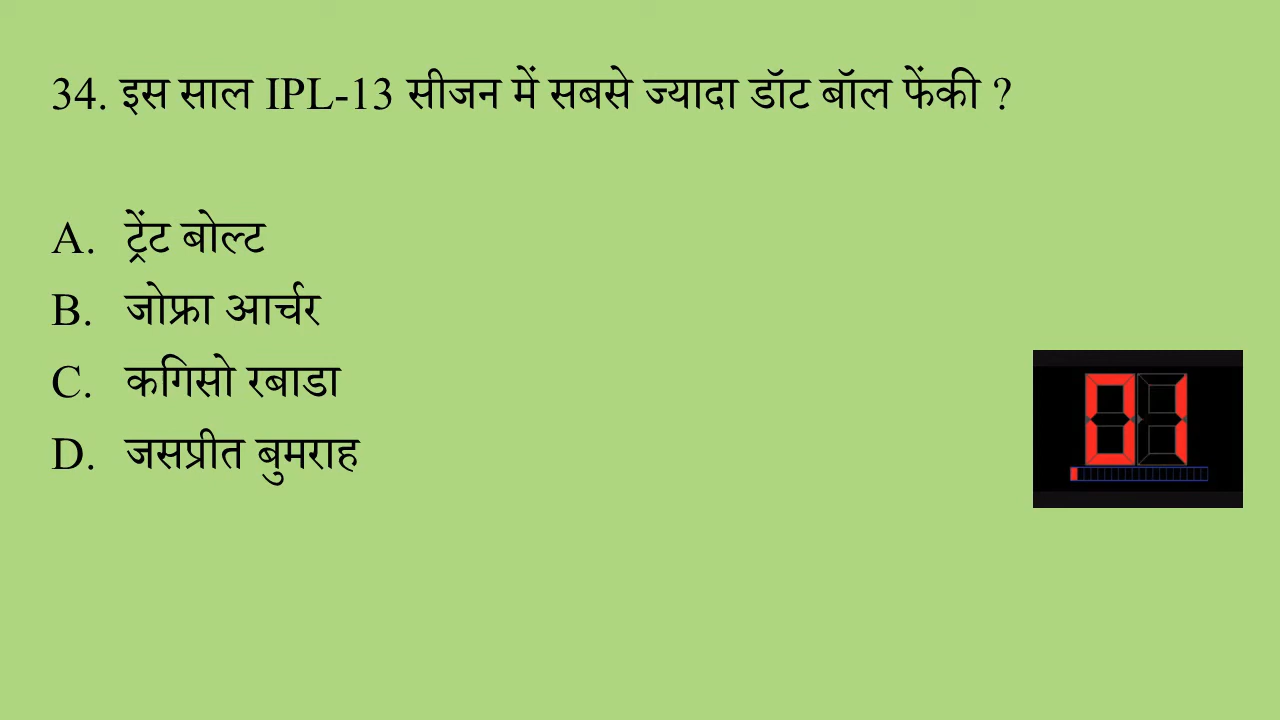 34. इस साल IPL-13 सीजन में सबसे ज्यादा डॉट बॉल फेंकी ?
A. ट्रेंट बोल्ट
B. जोफ्रा आर्चर
C. कगिसो रबाडा
D. जसप्रीत बुमराह
01